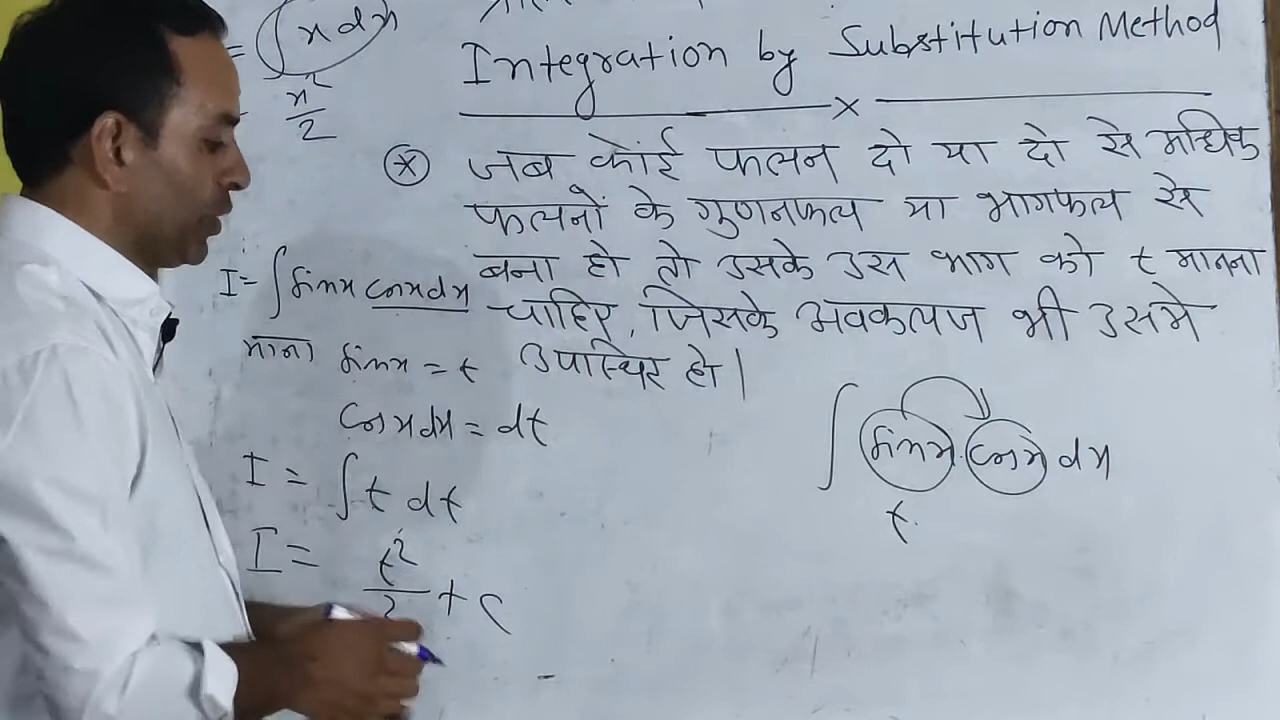 = ∫x dx
x²/2
Integration by Substitution Method
×
* जब कोई फलन दो या दो से अधिक
फलनों के गुणनफल या भागफल से
बना हो तो उसके उस भाग को t मानना
चाहिए, जिसके अवकलज भी उसमे
उपस्थिर हो।
I = ∫sinx cosx dx
माना sinx = t
cosx dx = dt
I = ∫t dt
I = t²/2 + c
∫ sinx · cosx dx
t.